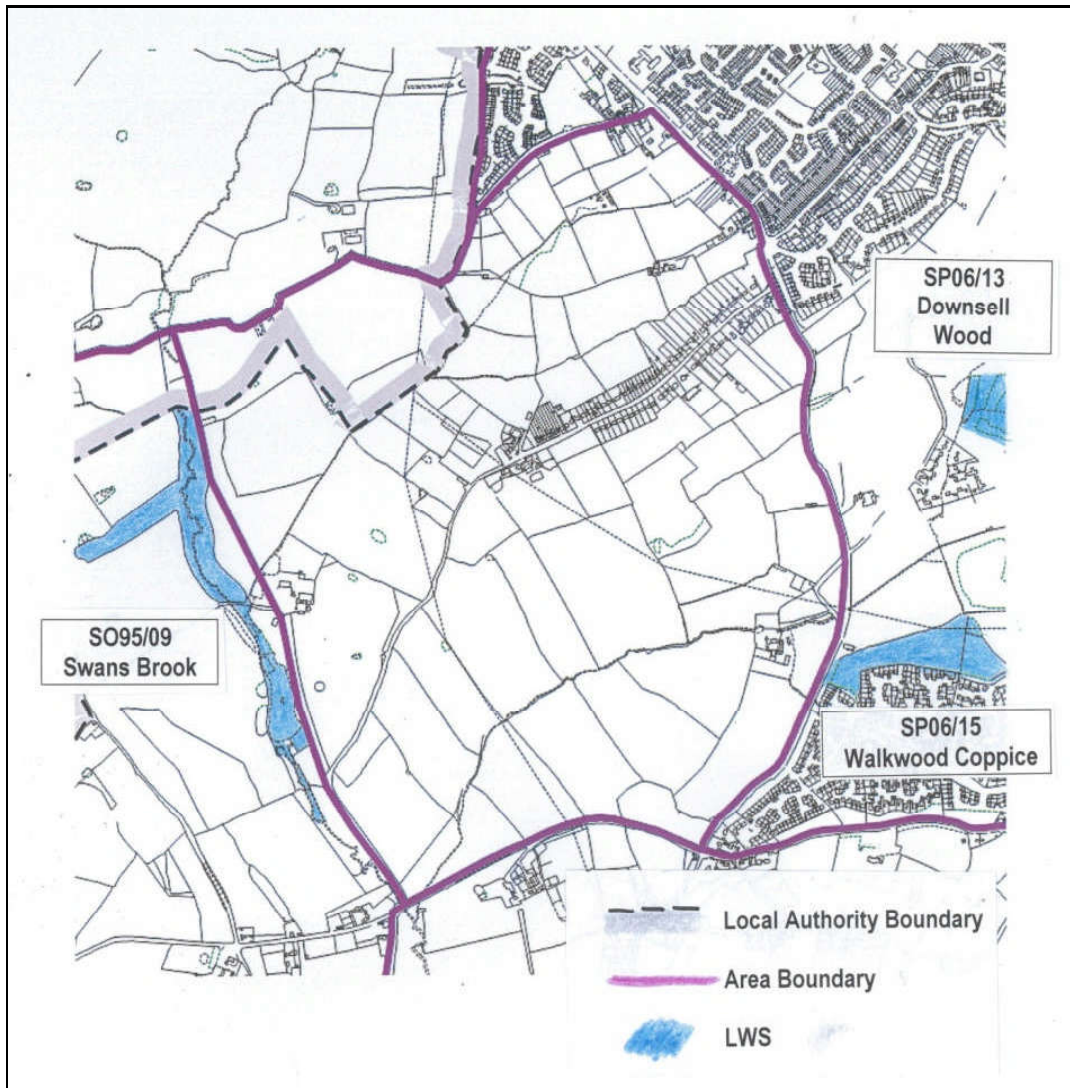 SP06/13
Downsell
Wood
SO95/09
Swans Brook
SP06/15
Walkwood Coppice
Local Authority Boundary
Area Boundary
LWS